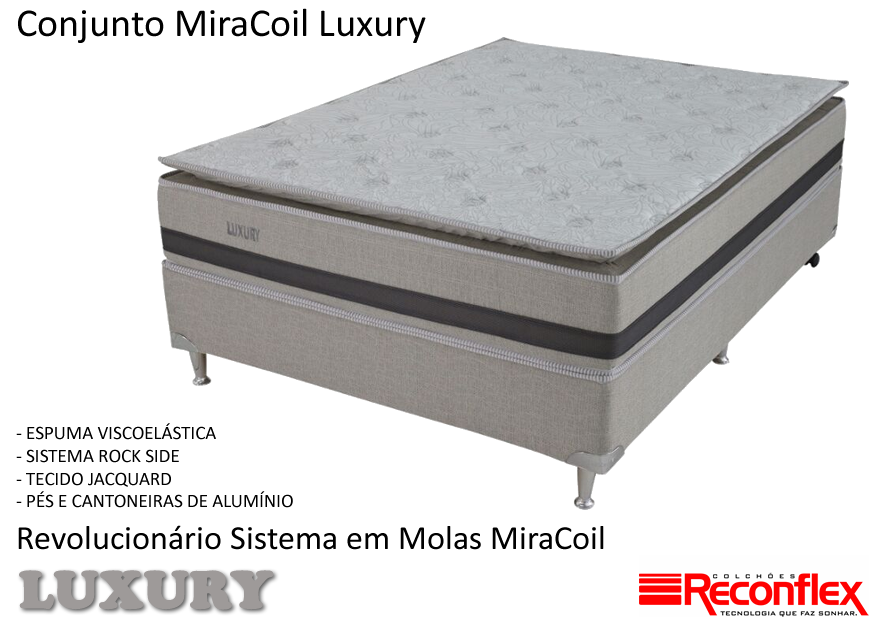 Conjunto MiraCoil Luxury
LUXURY
- ESPUMA VISCOELÁSTICA
- SISTEMA ROCK SIDE
- TECIDO JACQUARD
- PÉS E CANTONEIRAS DE ALUMÍNIO
Revolucionário Sistema em Molas MiraCoil
LUXURY
COLCHÕES
RECONFLEX
TECNOLOGIA QUE FAZ SONHAR.